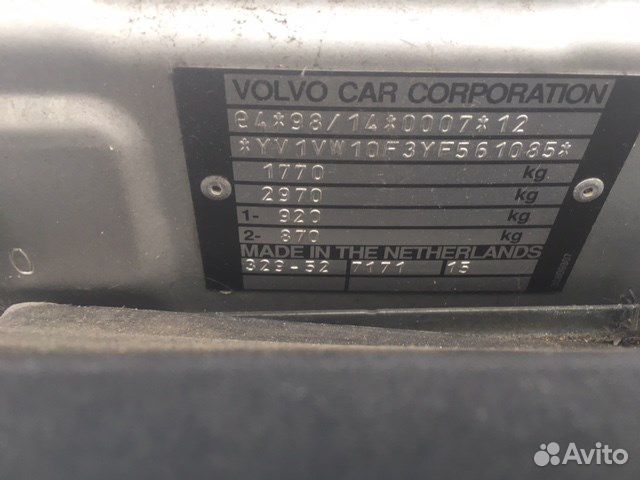 VOLVO CAR CORPORATION
e4*98/14*0007*12
*YV1VW10F3YF561085*
1770 kg
2970 kg
1- 920 kg
2- 870 kg
MADE IN THE NETHERLANDS
329-52 7171 15
Avito